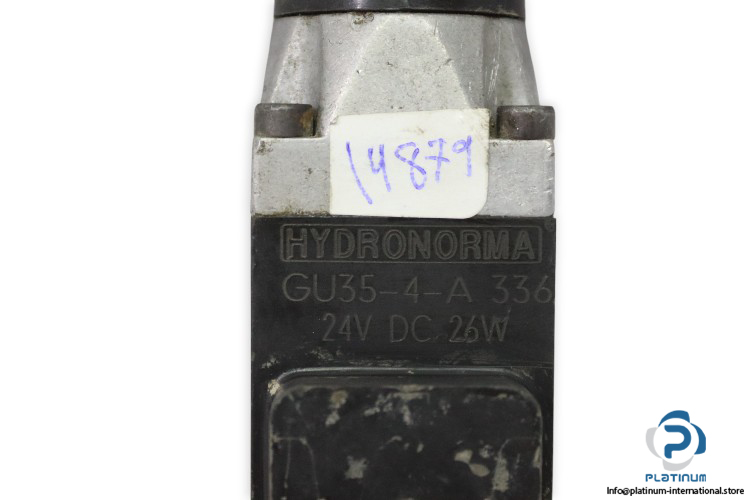 14879
HYDRONORMA
GU35-4-A 336
24V DC 26W
PLATINUM
Info@platinum-international.store